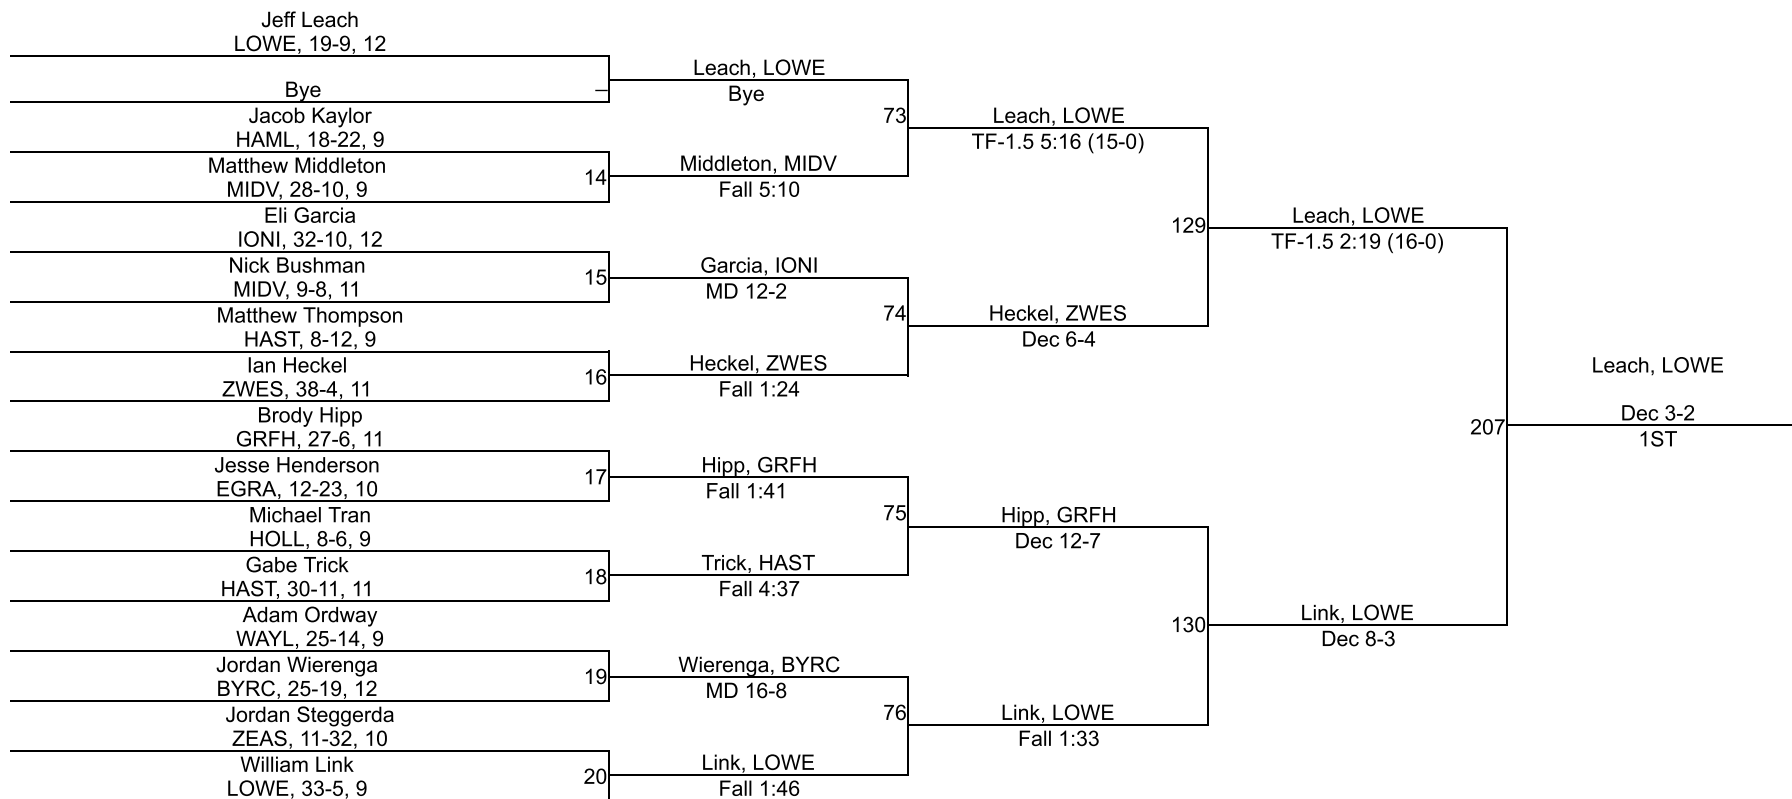 Jeff Leach
LOWE, 19-9, 12
Bye
–
Jacob Kaylor
HAML, 18-22, 9
Matthew Middleton
MIDV, 28-10, 9
14
Eli Garcia
IONI, 32-10, 12
Nick Bushman
MIDV, 9-8, 11
15
Matthew Thompson
HAST, 8-12, 9
Ian Heckel
ZWES, 38-4, 11
16
Brody Hipp
GRFH, 27-6, 11
Jesse Henderson
EGRA, 12-23, 10
17
Michael Tran
HOLL, 8-6, 9
Gabe Trick
HAST, 30-11, 11
18
Adam Ordway
WAYL, 25-14, 9
Jordan Wierenga
BYRC, 25-19, 12
19
Jordan Steggerda
ZEAS, 11-32, 10
William Link
LOWE, 33-5, 9
20
Leach, LOWE
Bye
73
Middleton, MIDV
Fall 5:10
Garcia, IONI
MD 12-2
74
Heckel, ZWES
Fall 1:24
Hipp, GRFH
Fall 1:41
75
Trick, HAST
Fall 4:37
Wierenga, BYRC
MD 16-8
76
Link, LOWE
Fall 1:46
Leach, LOWE
TF-1.5 5:16 (15-0)
129
Heckel, ZWES
Dec 6-4
Hipp, GRFH
Dec 12-7
130
Link, LOWE
Fall 1:33
Leach, LOWE
TF-1.5 2:19 (16-0)
207
Link, LOWE
Dec 8-3
Leach, LOWE
Dec 3-2
1ST